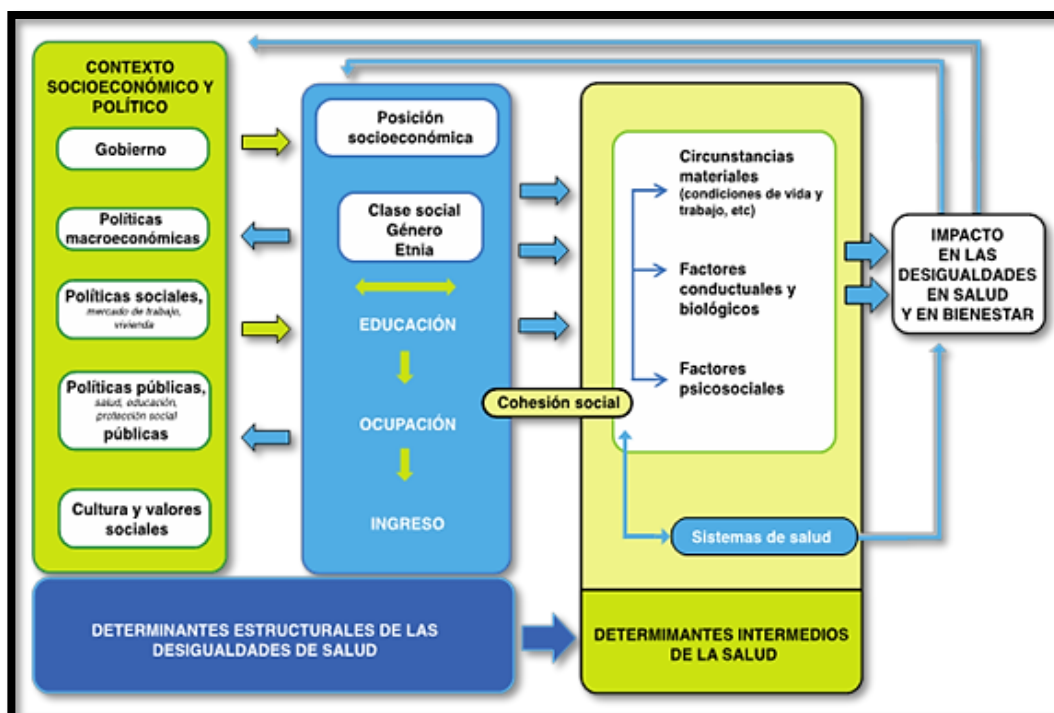 CONTEXTO
SOCIOECONÓMICO Y
POLÍTICO
Gobierno
Políticas
macroeconómicas
Políticas sociales,
mercado de trabajo,
vivienda
Políticas públicas,
salud, educación,
protección social
públicas
Cultura y valores
sociales
Posición
socioeconómica
Clase social
Género
Etnia
EDUCACIÓN
OCUPACIÓN
INGRESO
Cohesión social
Circunstancias
materiales
(condiciones de vida y
trabajo, etc)
Factores
conductuales y
biológicos
Factores
psicosociales
Sistemas de salud
IMPACTO
EN LAS
DESIGUALDADES
EN SALUD
Y EN BIENESTAR
DETERMINANTES ESTRUCTURALES DE LAS
DESIGUALDADES DE SALUD
DETERMIMANTES INTERMEDIOS
DE LA SALUD